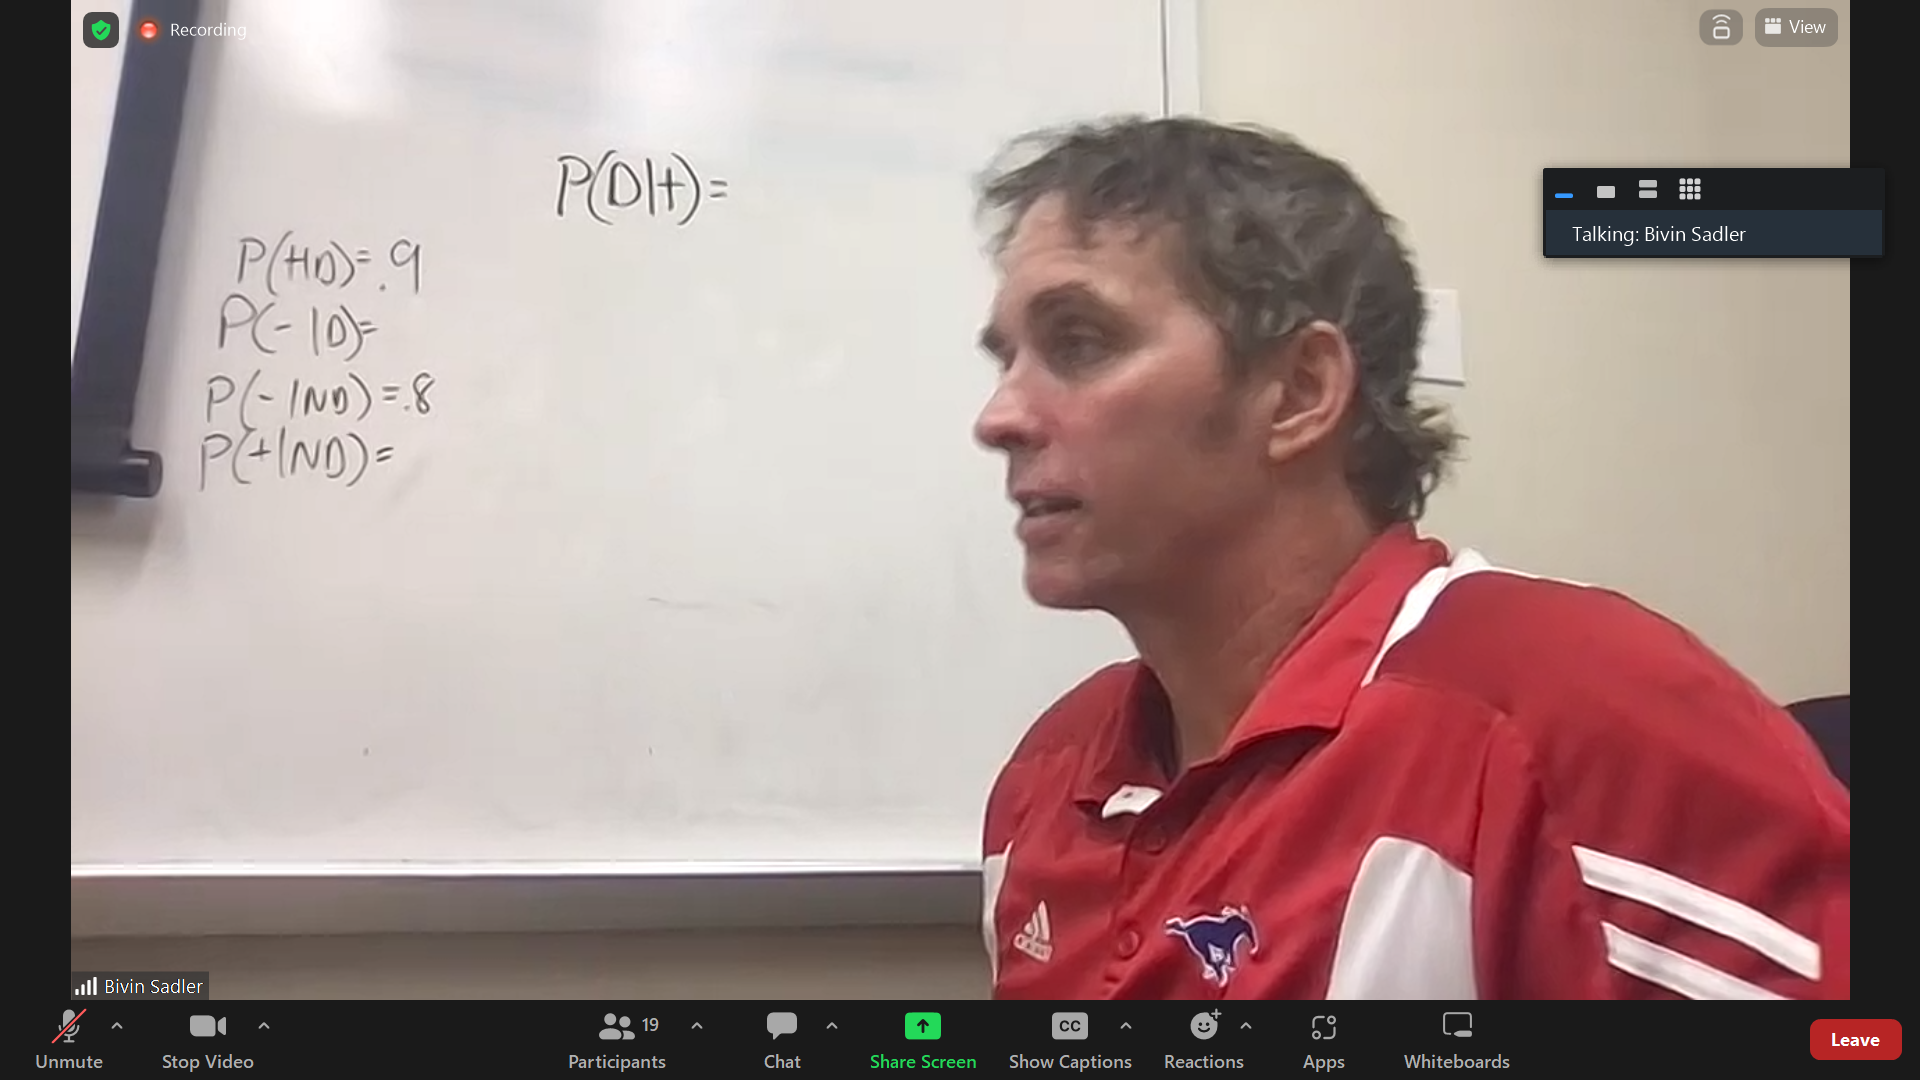 Recording
View
P(D|+)=
Talking: Bivin Sadler
P(+|D)=.9
P(-|D)=
P(-|ND)=.8
P(+|ND)=
adidas
Bivin Sadler
19
CC
Unmute
Stop Video
Participants
Chat
Share Screen
Show Captions
Reactions
Apps
Whiteboards
Leave